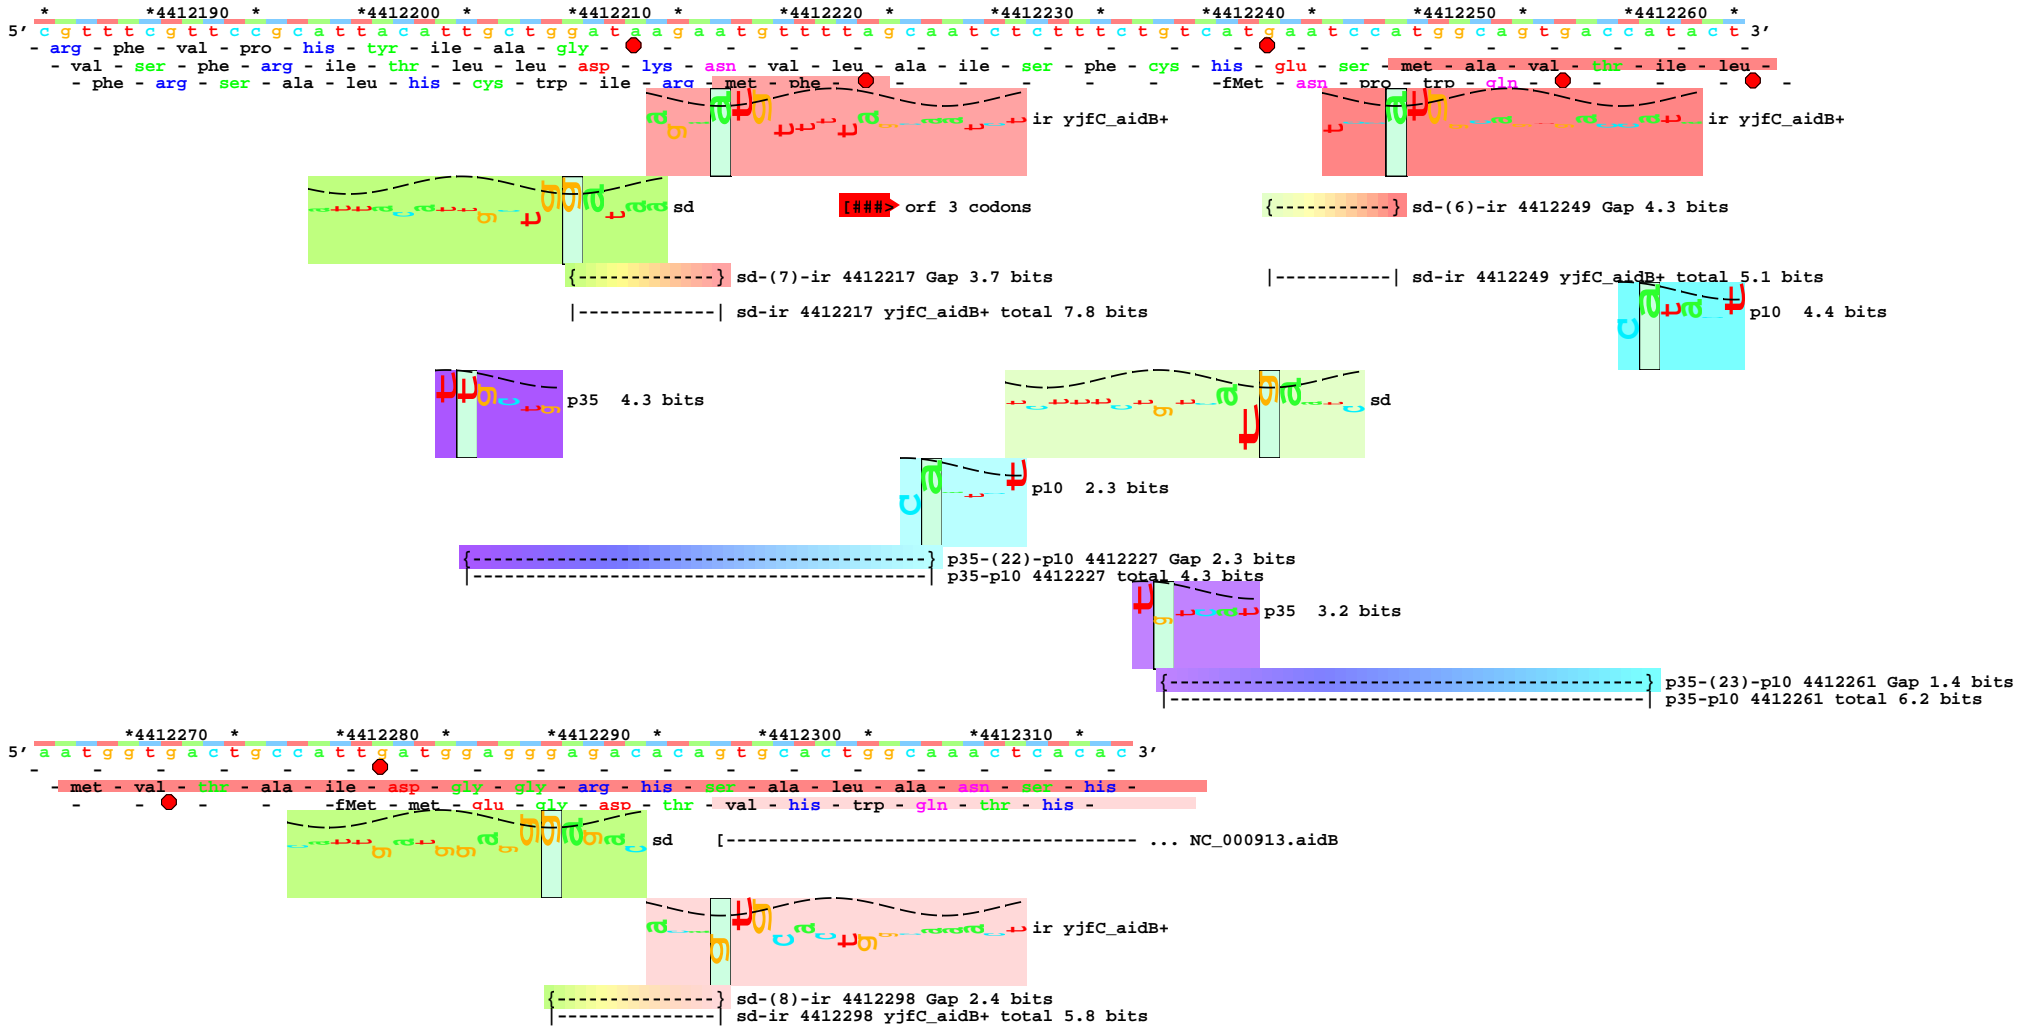 * *4412190 * *4412200 * *4412210 * *4412220 * *4412230 * *4412240 * *4412250 * *4412260 *
5' c g t t t c g t t c c g c a t t a c a t t g c t g g a t a a g a a t g t t t t a g c a a t c t c t t t c t g t c a t g a a t c c a t g g c a g t g a c c a t a c t 3'
- arg - phe - val - pro - his - tyr - ile - ala - gly - - - - - - - - - - - - - - - - - -
- val - ser - phe - arg - ile - thr - leu - leu - asp - lys - asn - val - leu - ala - ile - ser - phe - cys - his - glu - ser - met - ala - val - thr - ile - leu -
- phe - arg - ser - ala - leu - his - cys - trp - ile - arg - met - phe - - - - - -fMet - asn - pro - trp - gln - - - -
a g a a t g t t t t a g c a a t c t ir yjfC_aidB+
t c c a t g g c a g t g a c c a t a ir yjfC_aidB+
a t t a c a t t g c t g g a t a a sd
[###> orf 3 codons
{----------} sd-(6)-ir 4412249 Gap 4.3 bits
{------------} sd-(7)-ir 4412217 Gap 3.7 bits
|----------| sd-ir 4412249 yjfC_aidB+ total 5.1 bits
|------------| sd-ir 4412217 yjfC_aidB+ total 7.8 bits
c a t a c t p10 4.4 bits
t t g c t g p35 4.3 bits
t c t t t c t g t c a t g a a t c sd
c a a t c t p10 2.3 bits
{------------------------------------------} p35-(22)-p10 4412227 Gap 2.3 bits
|------------------------------------------| p35-p10 4412227 total 4.3 bits
t g t c a t p35 3.2 bits
{--------------------------------------------} p35-(23)-p10 4412261 Gap 1.4 bits
|--------------------------------------------| p35-p10 4412261 total 6.2 bits
*4412270 * *4412280 * *4412290 * *4412300 * *4412310 *
5' a a t g g t g a c t g c c a t t g a t g g a g g g a g a c a c a g t g c a c t g g c a a a c t c a c a c 3'
- - - - - - - - - - - - - - - - -
- met - val - thr - ala - ile - asp - gly - gly - arg - his - ser - ala - leu - ala - asn - ser - his -
- - - - -fMet - met - glu - gly - asp - thr - val - his - trp - gln - thr - his -
c a t t g a t g g a g g g a g a c sd
[--------------------------------------- ... NC_000913.aidB
a c a g t g c a c t g g c a a a c t ir yjfC_aidB+
{---------------} sd-(8)-ir 4412298 Gap 2.4 bits
|---------------| sd-ir 4412298 yjfC_aidB+ total 5.8 bits